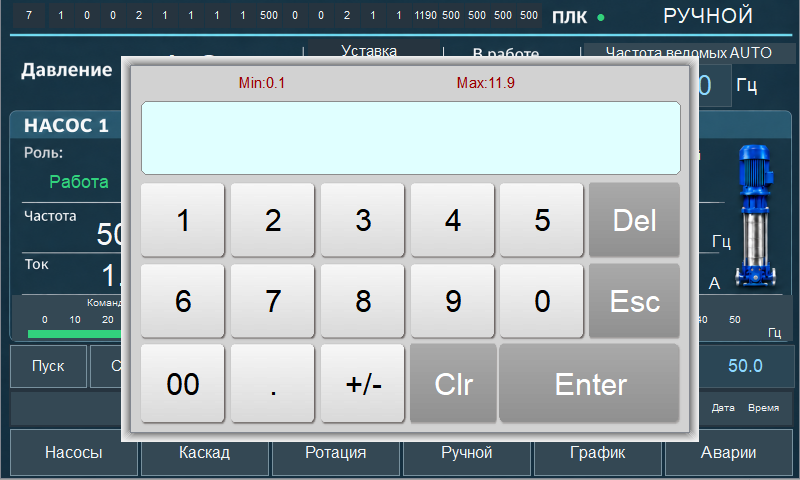 7 1 0 0 2 1 1 1 1 500 0 0 2 1 1 1190 500 500 500 500 ПЛК РУЧНОЙ
Уставка В работе Частота ведомых AUTO
Давление 0 Гц
Min:0.1 Max:11.9
НАСОС 1
Роль:
Работа
1 2 3 4 5 Del
Частота
Гц
Ток
А
6 7 8 9 0 Esc
0 10 20 50
Гц
Пуск 50.0
00 . +/- Clr Enter
Дата Время
Насосы Каскад Ротация Ручной График Аварии